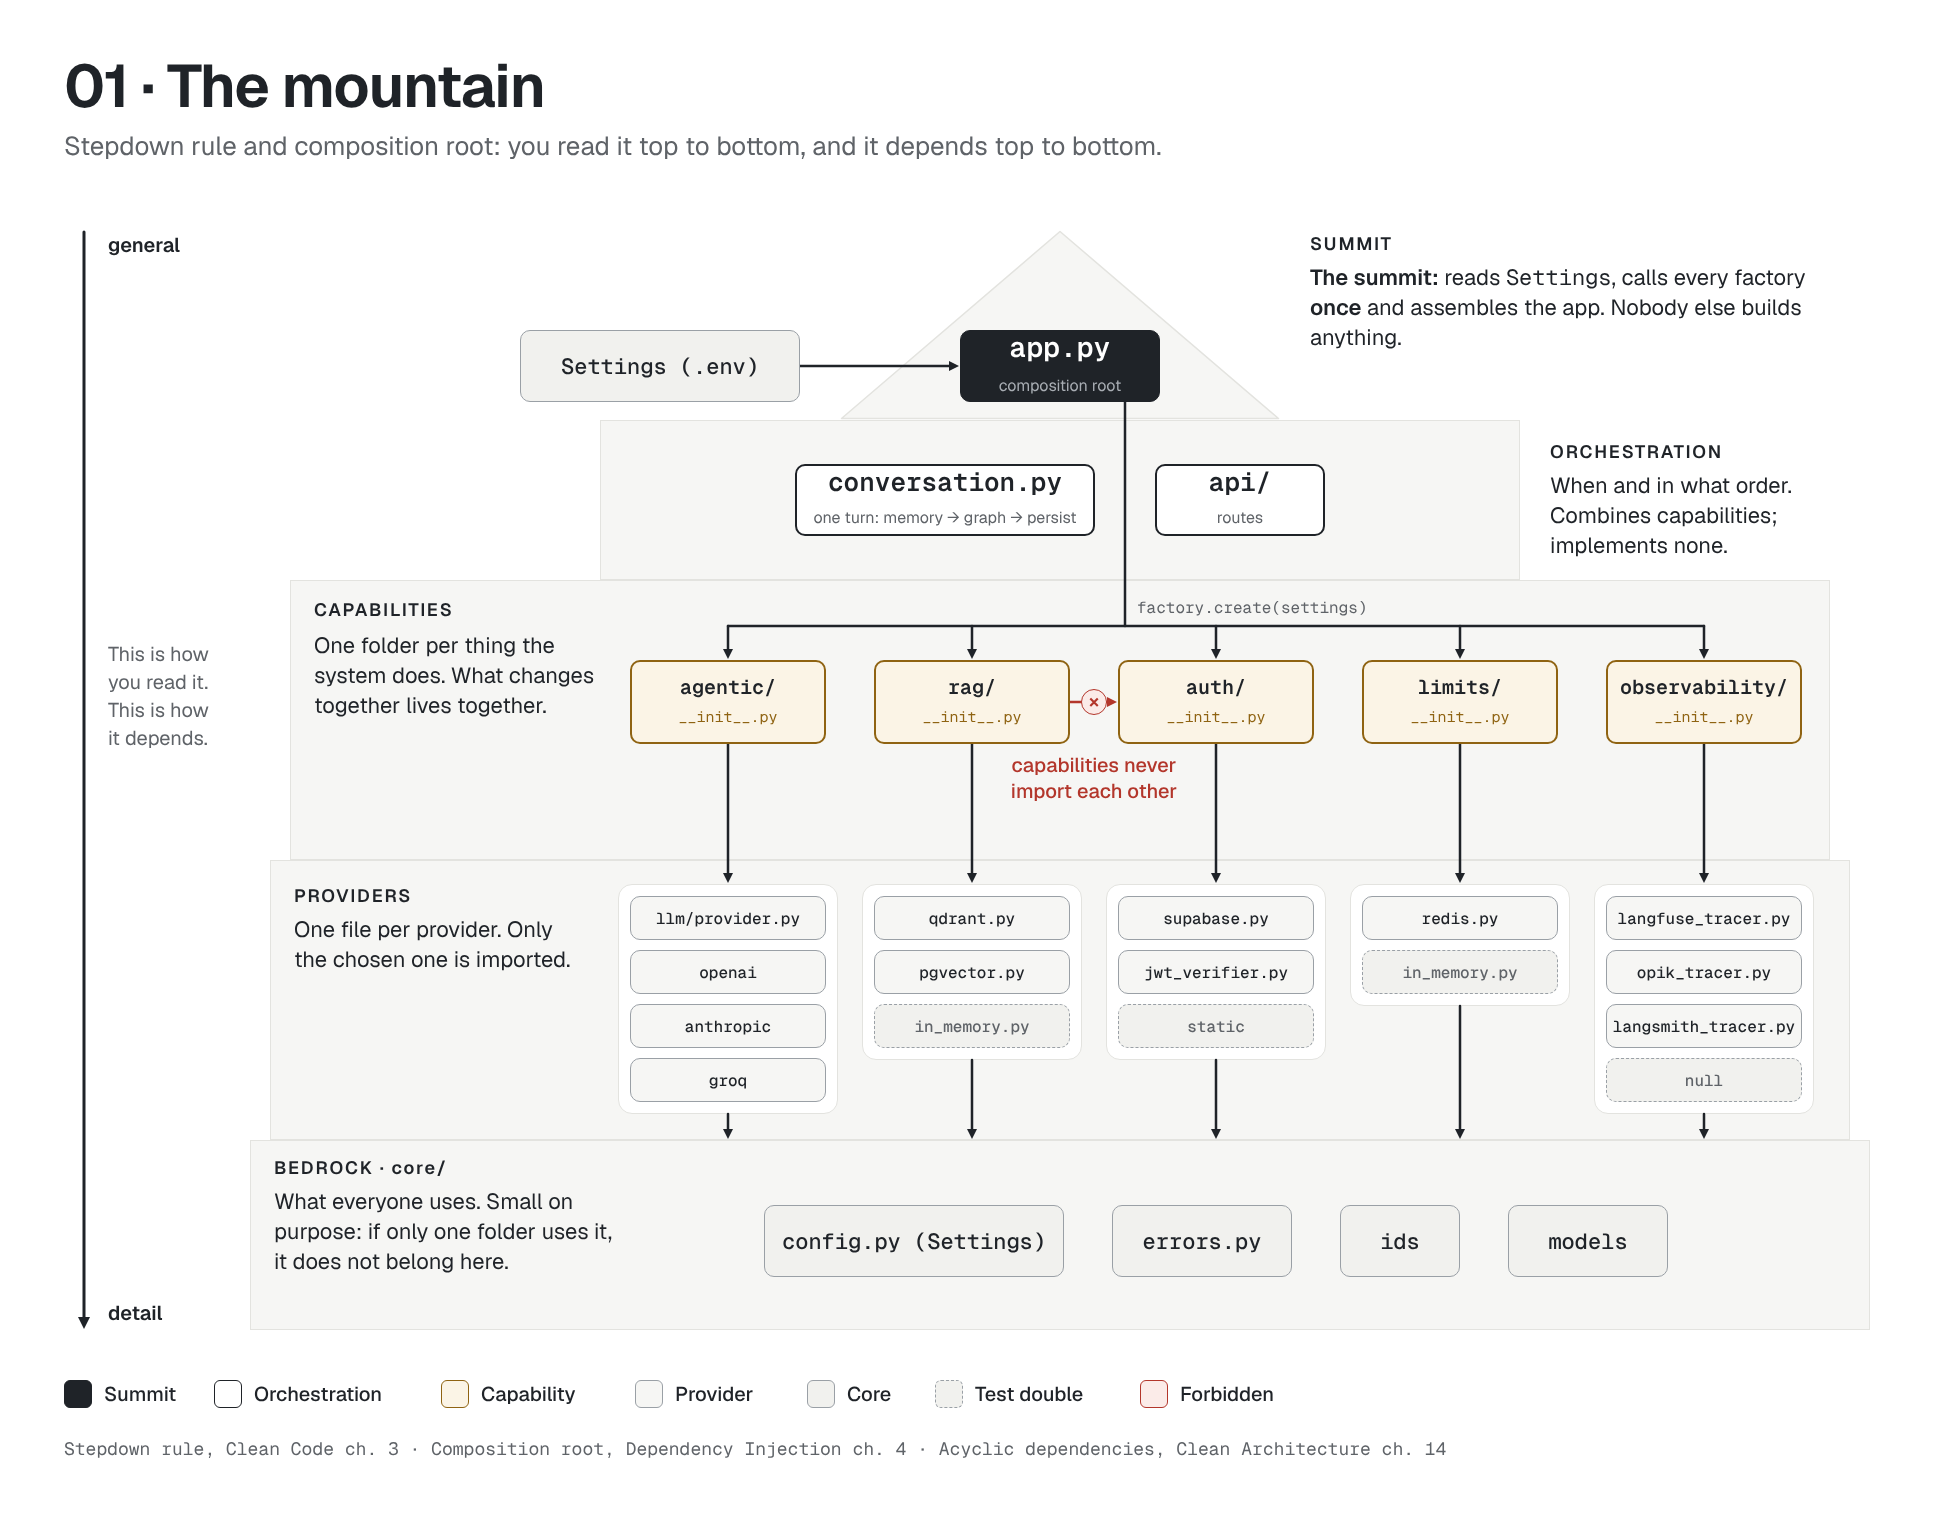 01 · The mountain
Stepdown rule and composition root: you read it top to bottom, and it depends top to bottom.
general
SUMMIT
The summit: reads Settings, calls every factory
once and assembles the app. Nobody else builds
anything.
Settings (.env)
app.py
composition root
conversation.py
one turn: memory → graph → persist
api/
routes
ORCHESTRATION
When and in what order.
Combines capabilities;
implements none.
This is how
you read it.
This is how
it depends.
CAPABILITIES
One folder per thing the
system does. What changes
together lives together.
factory.create(settings)
agentic/
__init__.py
rag/
__init__.py
×
auth/
__init__.py
limits/
__init__.py
observability/
__init__.py
capabilities never
import each other
PROVIDERS
One file per provider. Only
the chosen one is imported.
llm/provider.py
openai
anthropic
groq
qdrant.py
pgvector.py
in_memory.py
supabase.py
jwt_verifier.py
static
redis.py
in_memory.py
langfuse_tracer.py
opik_tracer.py
langsmith_tracer.py
null
BEDROCK · core/
What everyone uses. Small on
purpose: if only one folder uses it,
it does not belong here.
config.py (Settings)
errors.py
ids
models
detail
Summit
Orchestration
Capability
Provider
Core
Test double
Forbidden
Stepdown rule, Clean Code ch. 3 · Composition root, Dependency Injection ch. 4 · Acyclic dependencies, Clean Architecture ch. 14